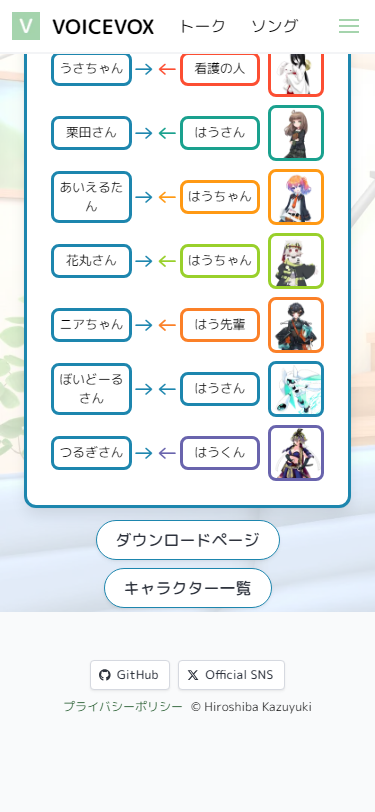 V VOICEVOX トーク ソング
うさちゃん → ← 看護の人
栗田さん → ← はうさん
あいえるた
ん → ← はうちゃん
花丸さん → ← はうちゃん
ニアちゃん → ← はう先輩
ぼいどーる
さん → ← はうさん
つるぎさん → ← はうくん
ダウンロードページ
キャラクター一覧
GitHub Official SNS
プライバシーポリシー © Hiroshiba Kazuyuki